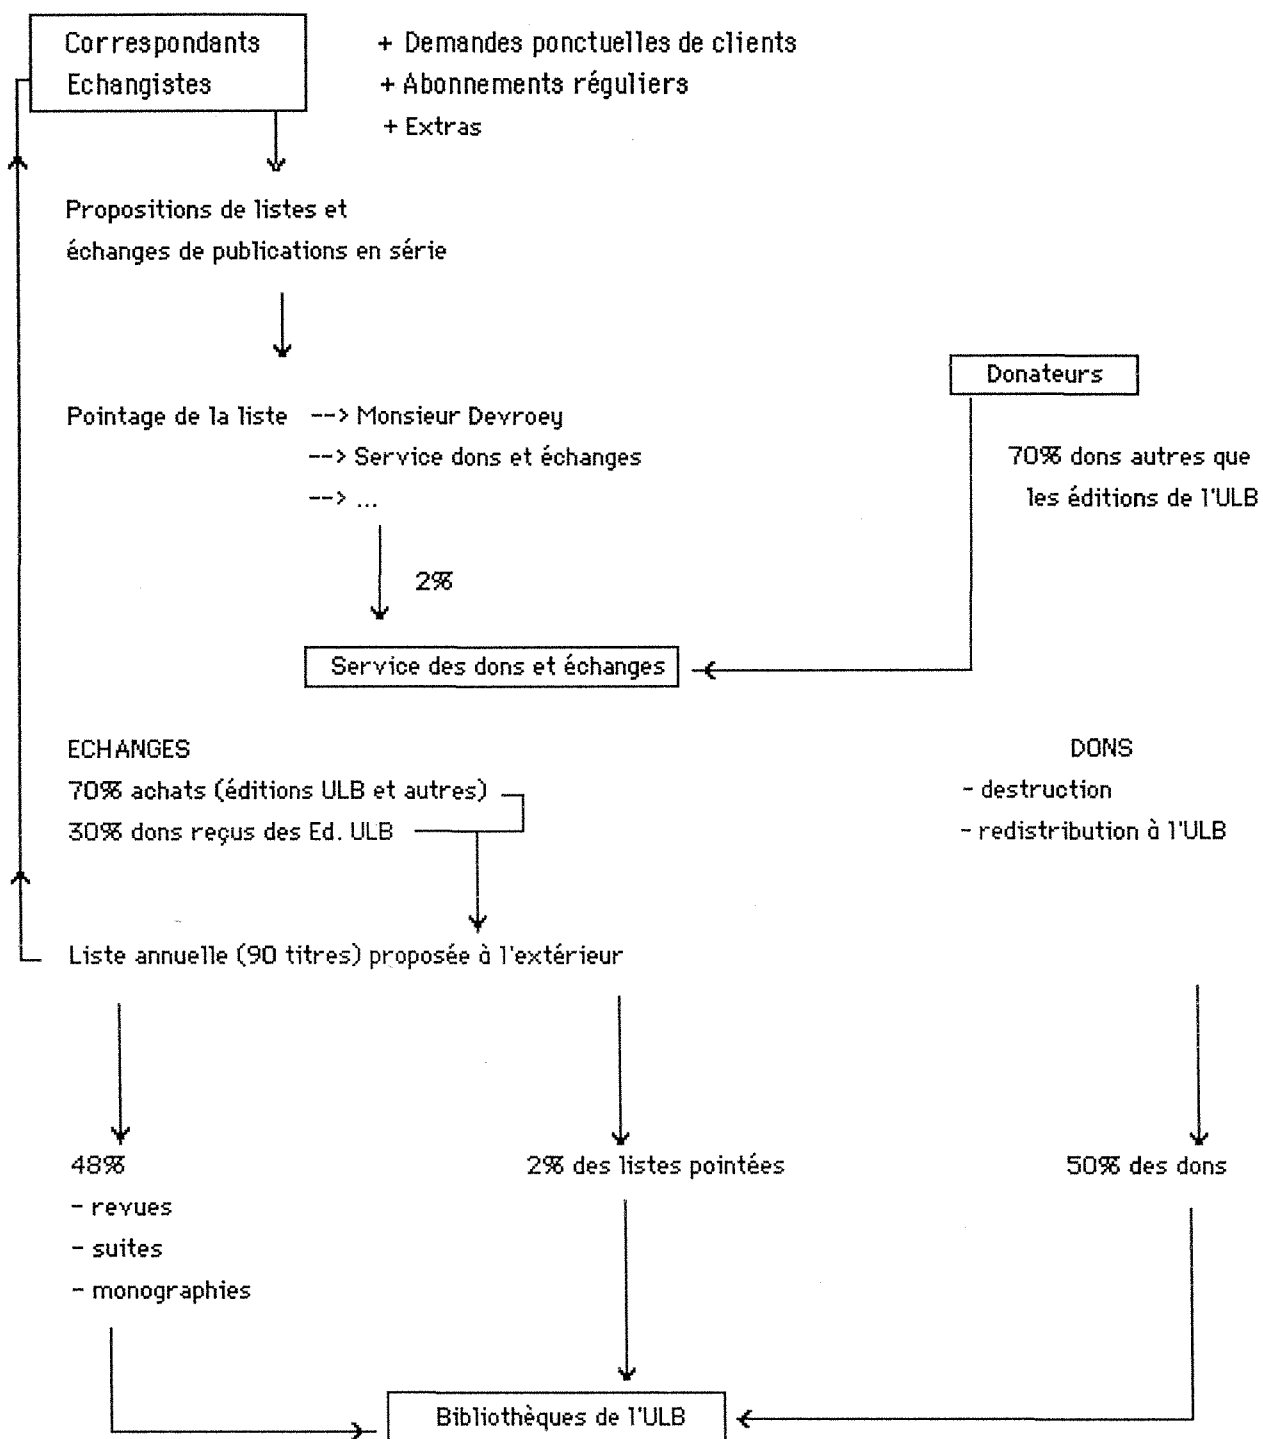 Correspondants
Echangistes
+ Demandes ponctuelles de clients
+ Abonnements réguliers
+ Extras
Propositions de listes et
échanges de publications en série
Donateurs
Pointage de la liste --> Monsieur Devroey
--> Service dons et échanges
--> ...
70% dons autres que
les éditions de l'ULB
2%
Service des dons et échanges
ECHANGES
70% achats (éditions ULB et autres)
30% dons reçus des Ed. ULB
DONS
- destruction
- redistribution à l'ULB
Liste annuelle (90 titres) proposée à l'extérieur
48%
- revues
- suites
- monographies
2% des listes pointées
50% des dons
Bibliothèques de l'ULB